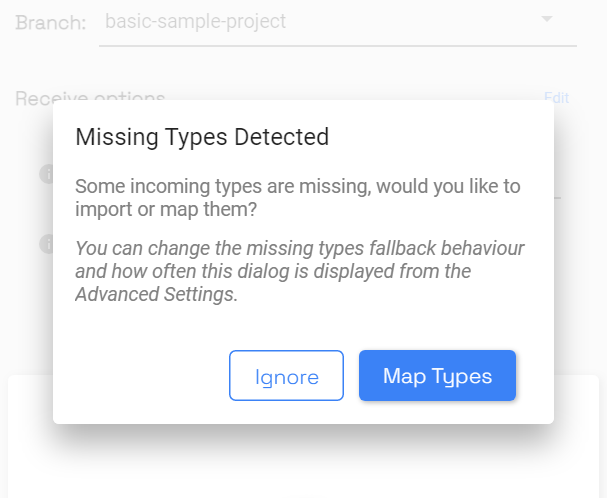 Branch: basic-sample-project
Receive options Edit
Missing Types Detected
Some incoming types are missing, would you like to
import or map them?
You can change the missing types fallback behaviour
and how often this dialog is displayed from the
Advanced Settings.
Ignore Map Types